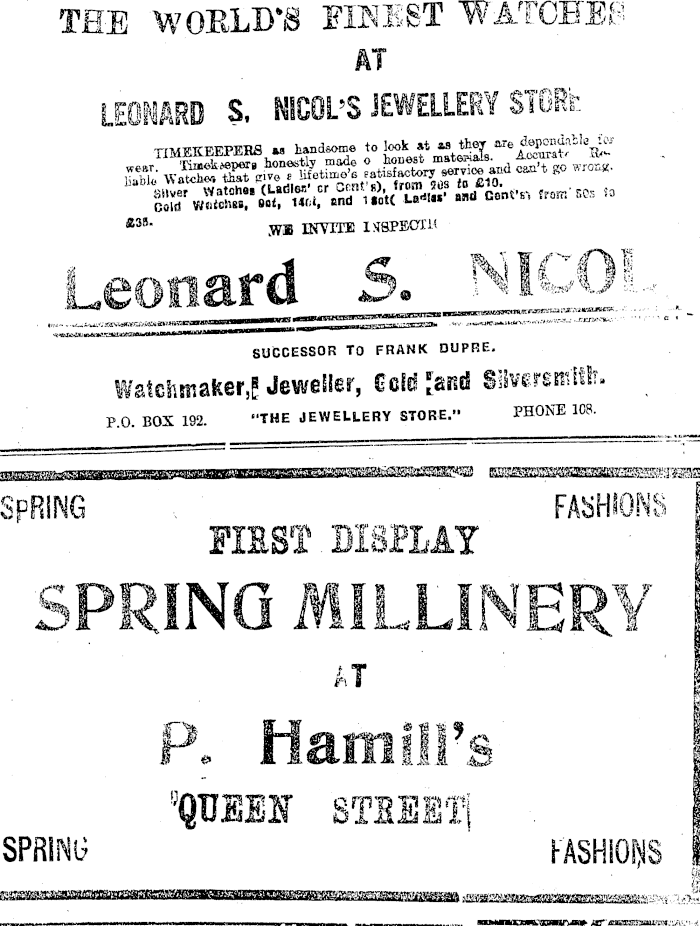 THE WORLD'S FINEST WATCHES
AT
LEONARD S. NICOL'S JEWELLERY STORE
TIMEKEEPERS as handsome to look at as they are dependable for
wear. Timekeepers honestly made o honest materials. Accurate Re-
liable Watches that give a lifetime's satisfactory service and can't go wrong.
Silver Watches (Ladies' or Gent's), from to £10.
Gold Watches, 9ct, 14ct, and 18ct( Ladies' and Gent's) from 50s to
£35.
WE INVITE INSPECTI
Leonard S. NICOL
SUCCESSOR TO FRANK DUPRE.
Watchmaker, Jeweller, Gold and Silversmith.
P.O. BOX 192. "THE JEWELLERY STORE." PHONE 108.
SPRING FASHIONS
FIRST DISPLAY
SPRING MILLINERY
AT
P. Hamill's
QUEEN STREET
SPRING FASHIONS